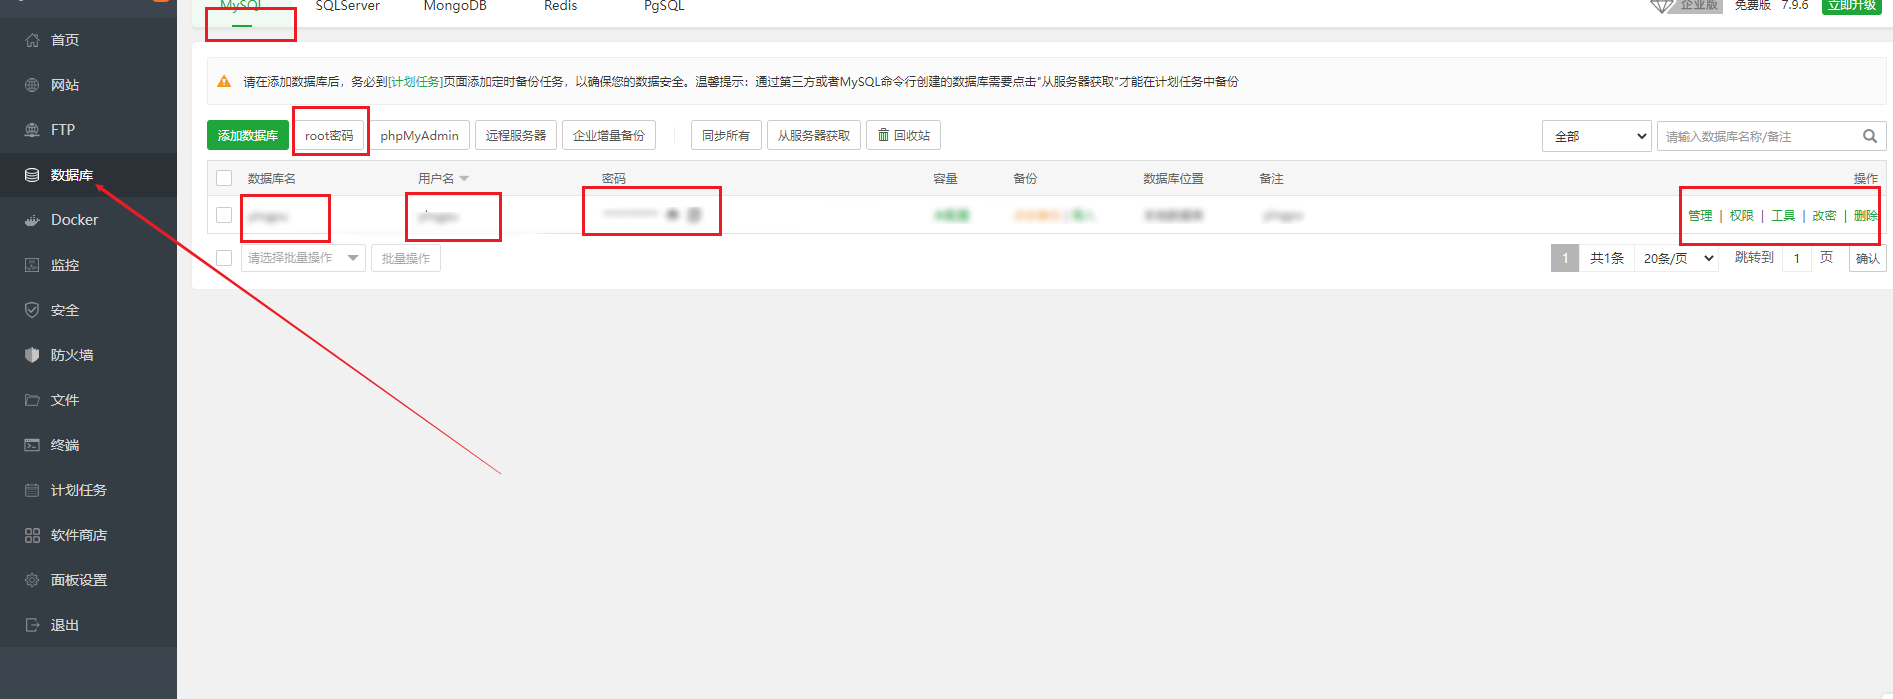 MySQL SQLServer MongoDB Redis PgSQL 企业版 免费版 7.9.6 立即升级
首页
网站
FTP
数据库
Docker
监控
安全
防火墙
文件
终端
计划任务
软件商店
面板设置
退出
请在添加数据库后，务必到[计划任务]页面添加定时备份任务，以确保您的数据安全。温馨提示：通过第三方或者MySQL命令行创建的数据库需要点击"从服务器获取"才能在计划任务中备份
添加数据库 root密码 phpMyAdmin 远程服务器 企业增量备份 同步所有 从服务器获取 回收站 全部 请输入数据库名称/备注
数据库名 用户名 密码 容量 备份 数据库位置 备注 操作
管理 | 权限 | 工具 | 改密 | 删除
请选择批量操作 批量操作 1 共1条 20条/页 跳转到 1 页 确认